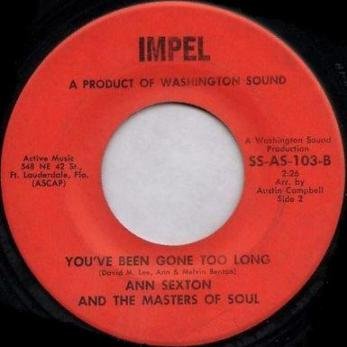 IMPEL
A PRODUCT OF WASHINGTON SOUND
Active Music
548 NE 42 St.,
Ft. Lauderdale, Fla.
(ASCAP)
A Washington Sound
Production
SS-AS-103-B
2:26
Arr. by
Austin Campbell
Side 2
YOU'VE BEEN GONE TOO LONG
(David M. Lee, Ann & Melvin Benton)
ANN SEXTON
AND THE MASTERS OF SOUL